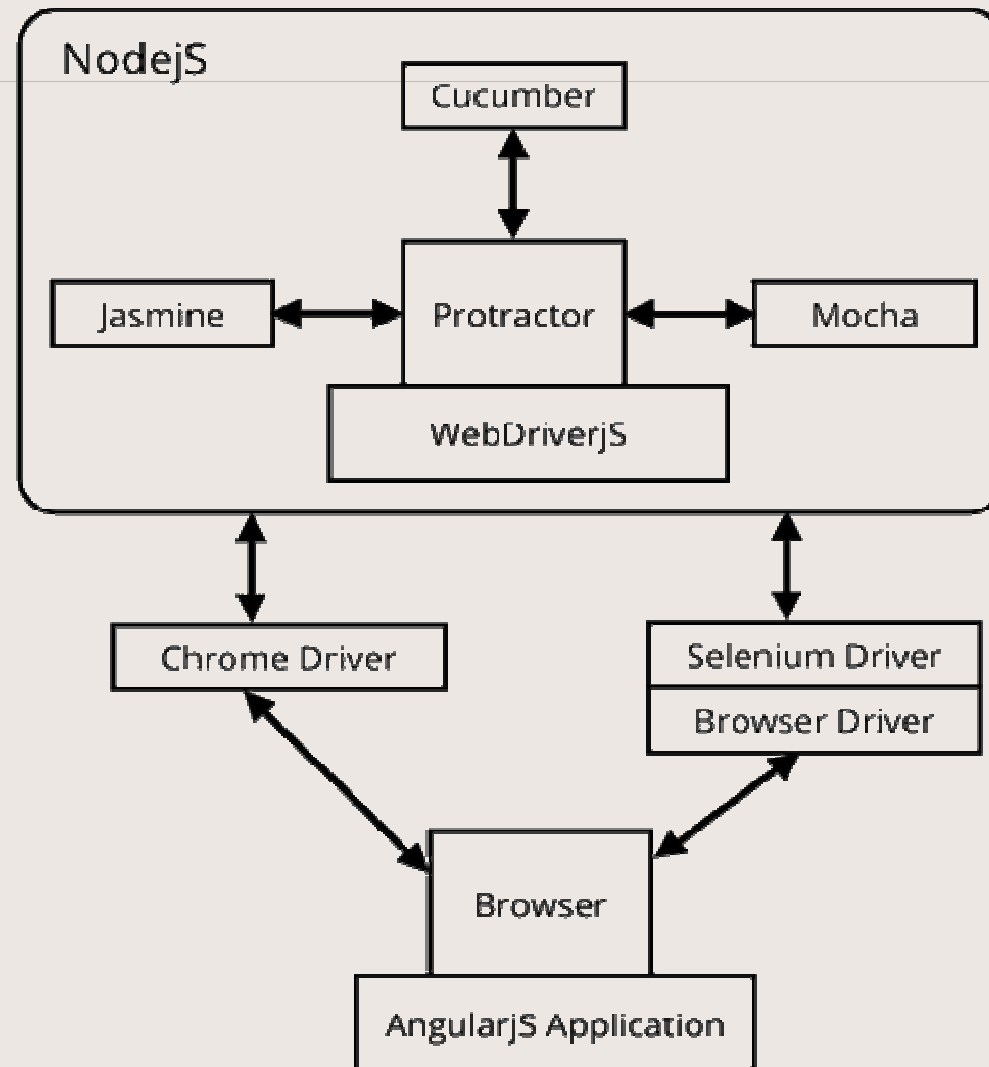 NodejS
Cucumber
Jasmine
Protractor
Mocha
WebDriverjS
Chrome Driver
Selenium Driver
Browser Driver
Browser
AngularjS Application